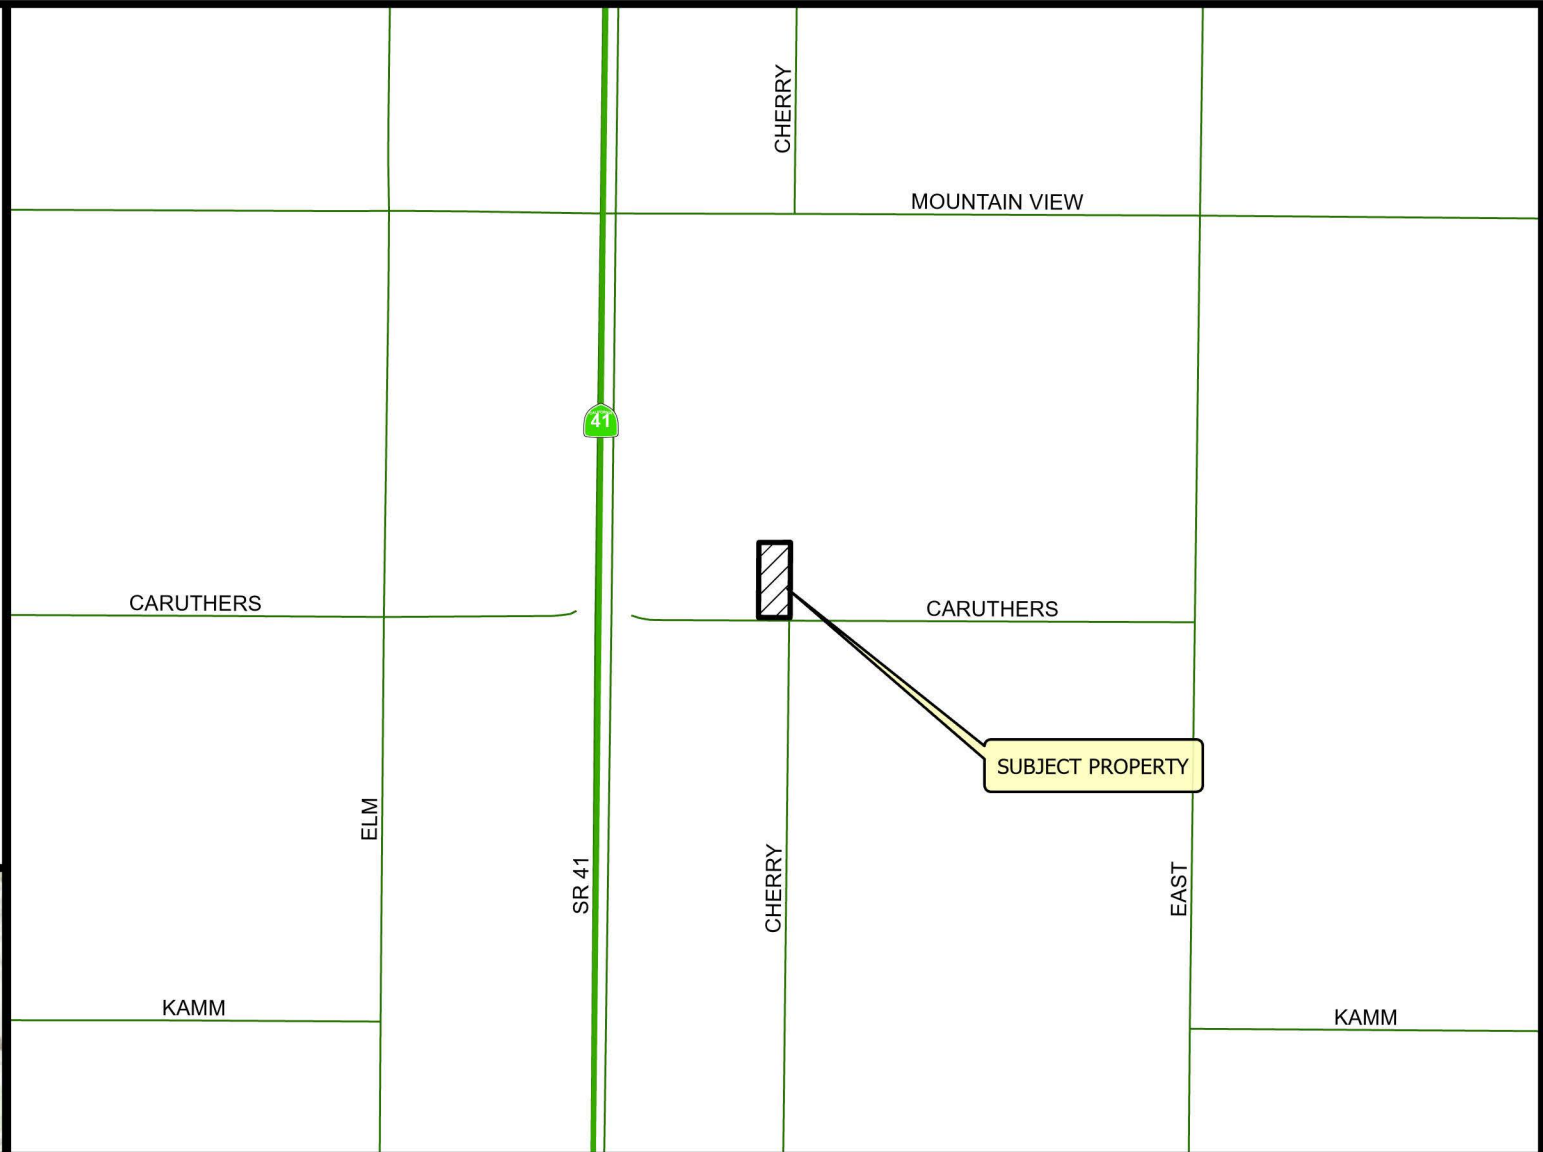 CHERRY
MOUNTAIN VIEW
41
CARUTHERS
CARUTHERS
SUBJECT PROPERTY
ELM
SR 41
CHERRY
EAST
KAMM
KAMM